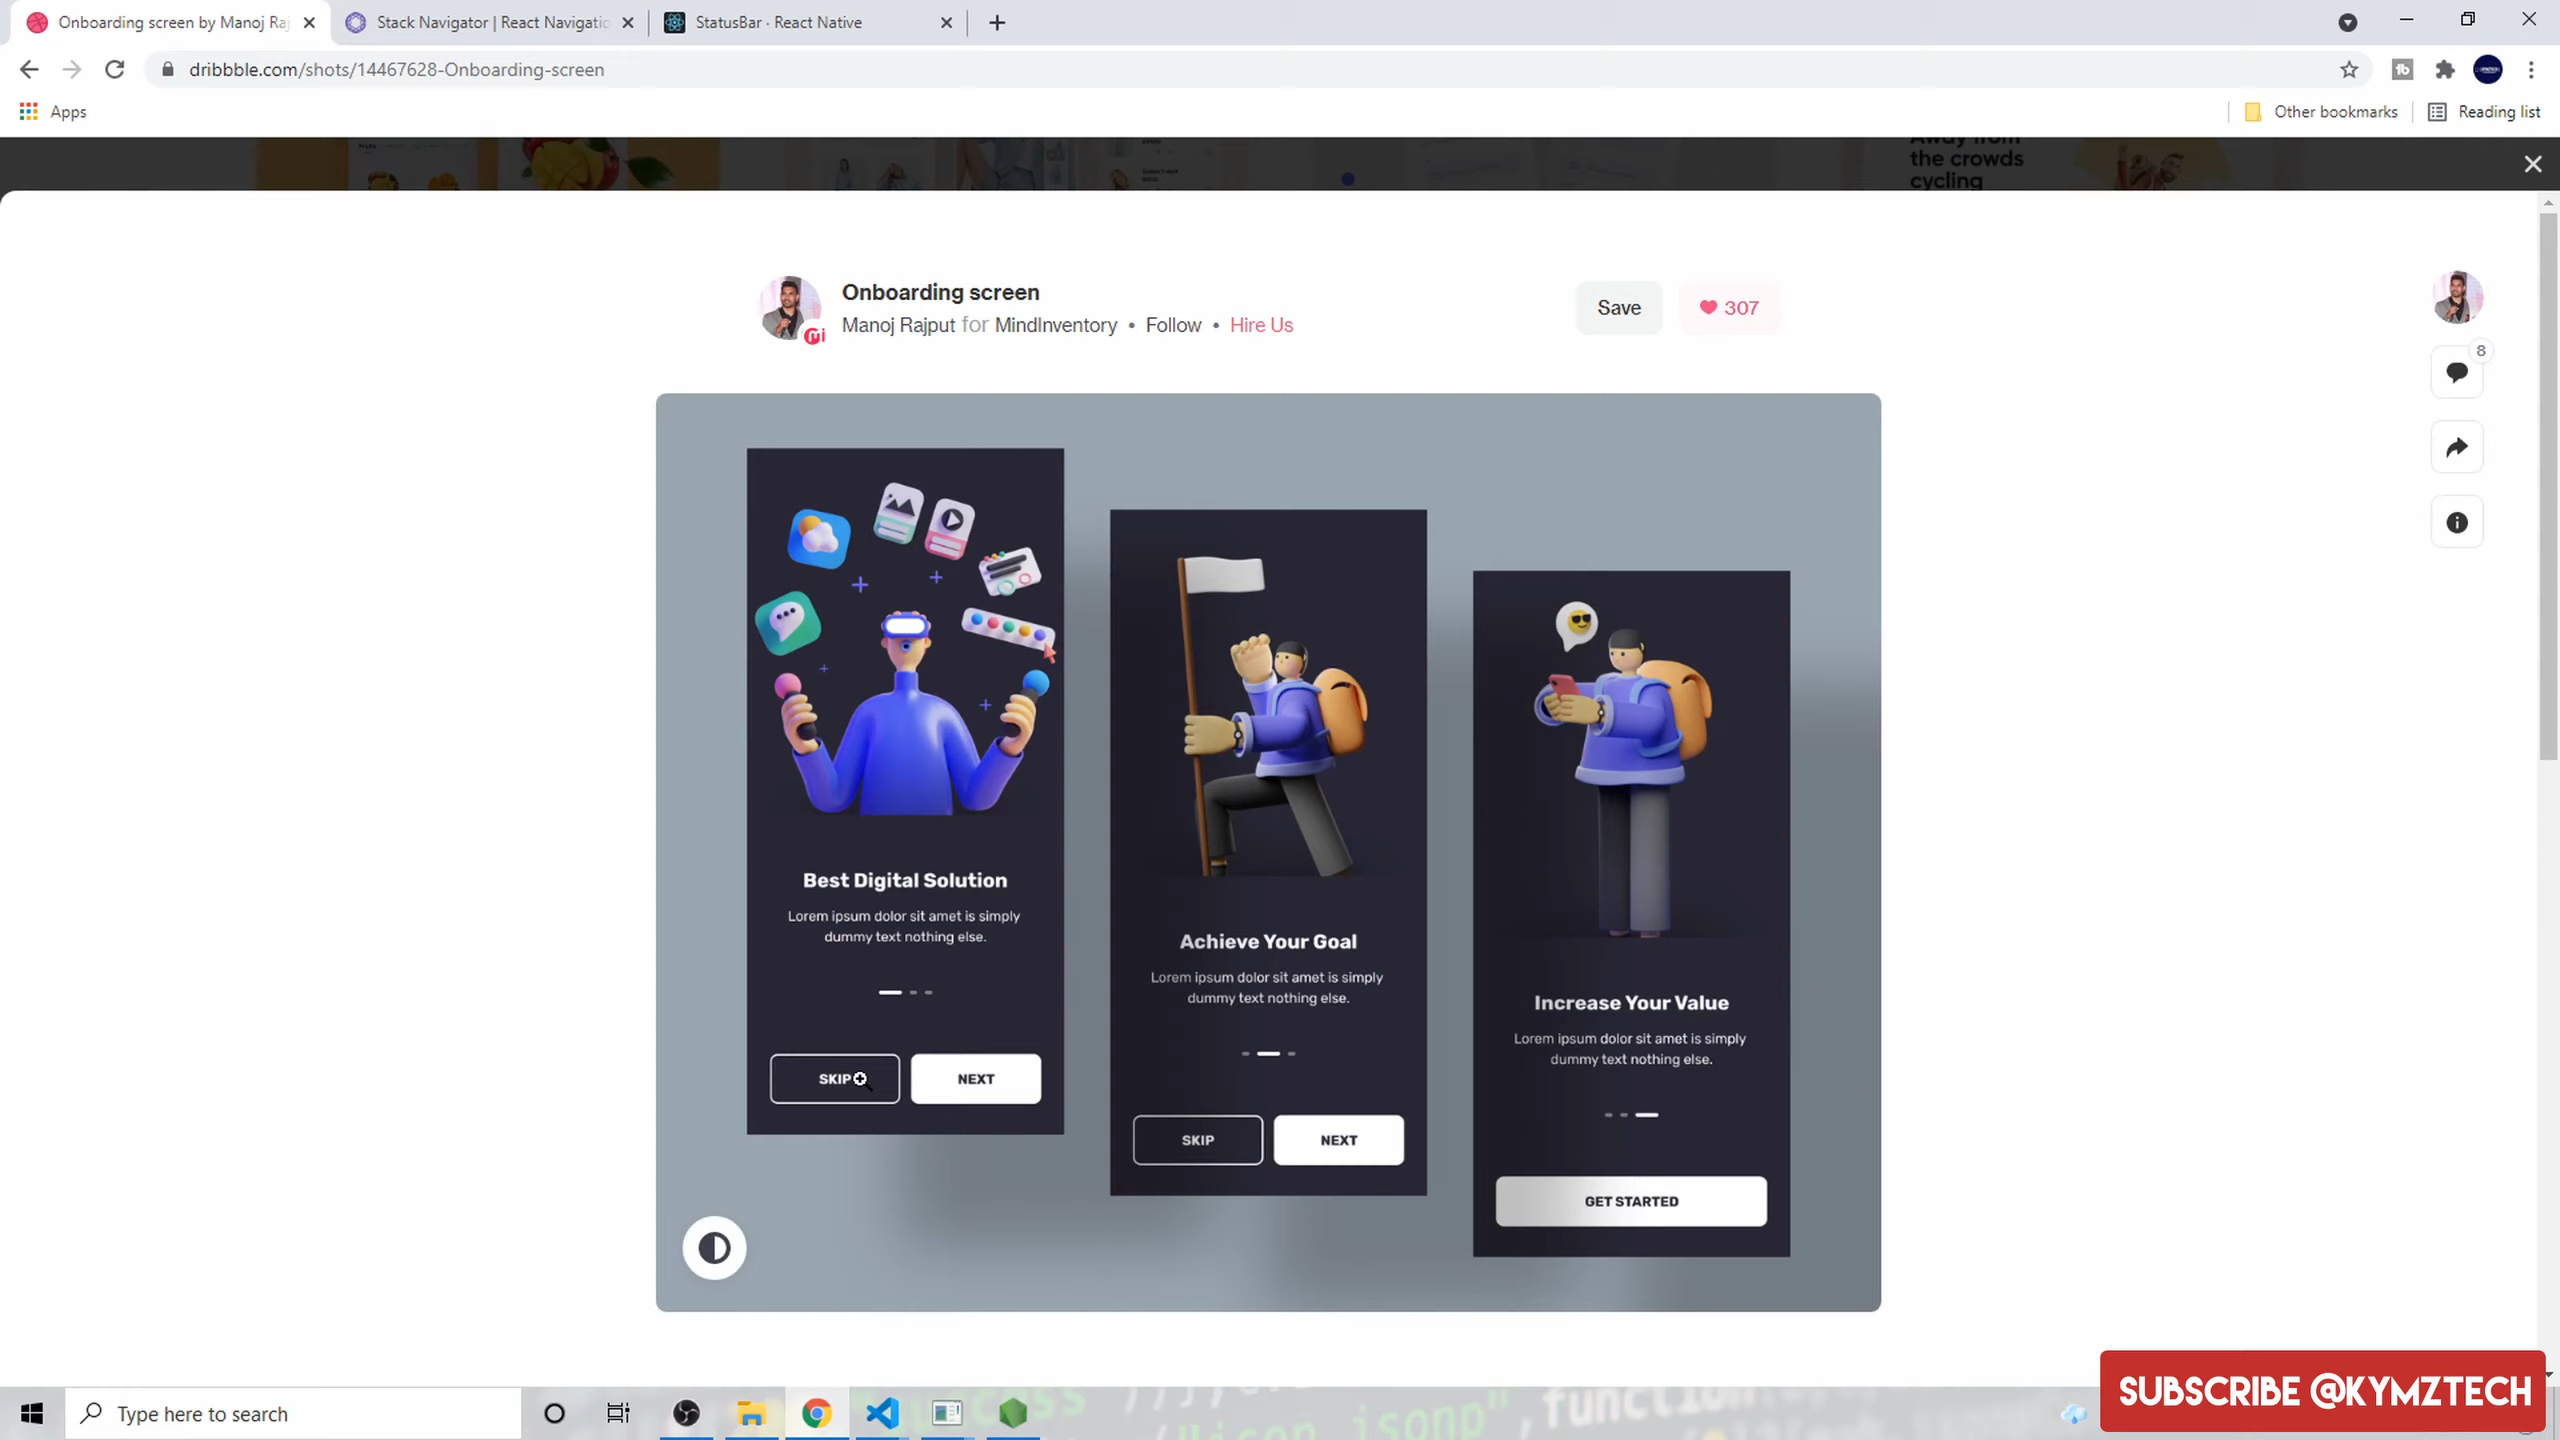 Onboarding screen by Manoj Raj
Stack Navigator | React Navigatio
StatusBar · React Native
dribbble.com/shots/14467628-Onboarding-screen
Apps
Other bookmarks
Reading list
Away from
the crowds
cycling
Onboarding screen
Manoj Rajput for MindInventory • Follow • Hire Us
Save
307
8
Best Digital Solution
Lorem ipsum dolor sit amet is simply
dummy text nothing else.
SKIP
NEXT
Achieve Your Goal
Lorem ipsum dolor sit amet is simply
dummy text nothing else.
SKIP
NEXT
Increase Your Value
Lorem ipsum dolor sit amet is simply
dummy text nothing else.
GET STARTED
Type here to search
SUBSCRIBE @KYMZTECH